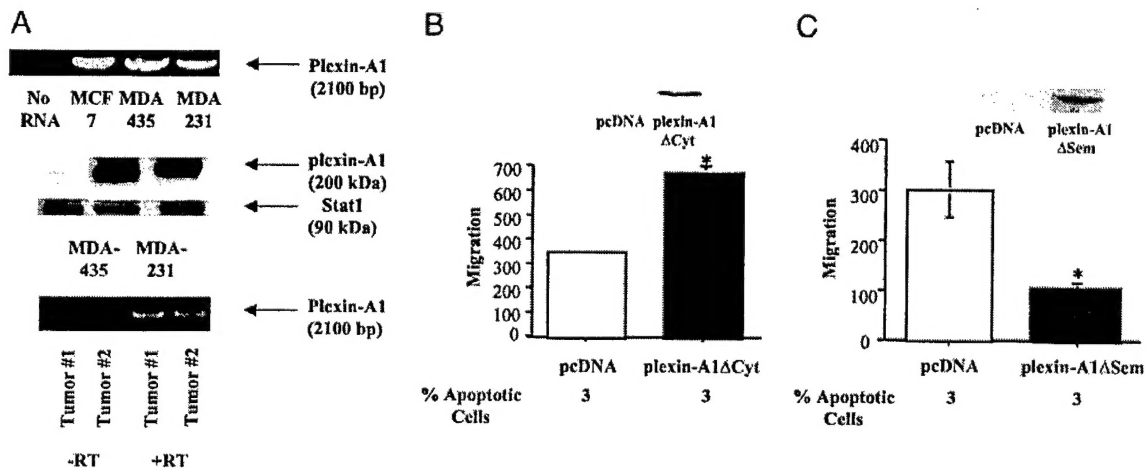 A
Plexin-A1
(2100 bp)
No RNA
MCF 7
MDA 435
MDA 231
plexin-A1
(200 kDa)
Stat1
(90 kDa)
MDA-435
MDA-231
Plexin-A1
(2100 bp)
Tumor #1
Tumor #2
Tumor #1
Tumor #2
-RT
+RT
B
pcDNA
plexin-A1
ΔCyt
700
600
500
400
300
200
100
0
Migration
*
pcDNA
plexin-A1ΔCyt
% Apoptotic
Cells
3
3
C
pcDNA
plexin-A1
ΔSem
400
300
200
100
0
Migration
*
pcDNA
plexin-A1ΔSem
% Apoptotic
Cells
3
3